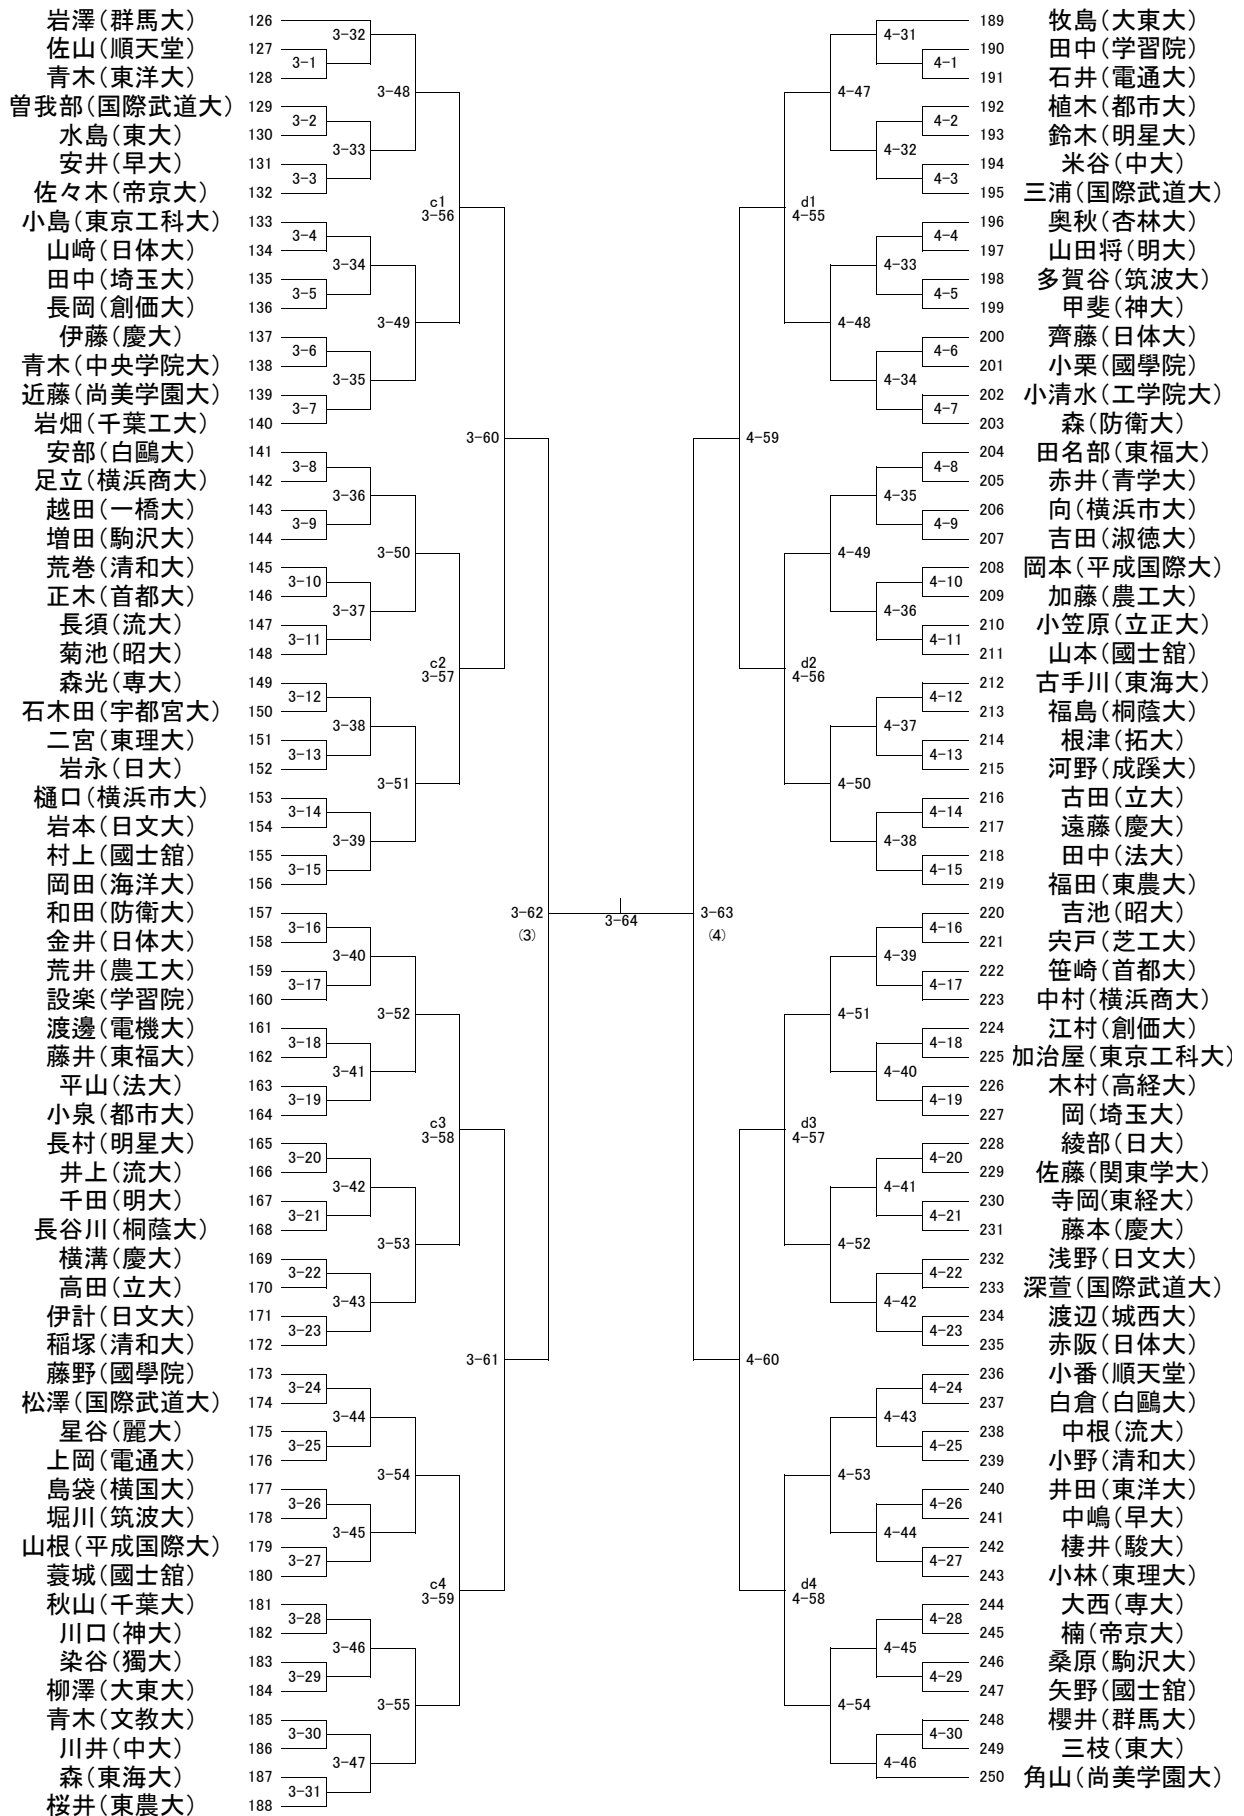 岩澤(群馬大) 126
佐山(順天堂) 127
青木(東洋大) 128
曽我部(国際武道大) 129
水島(東大) 130
安井(早大) 131
佐々木(帝京大) 132
小島(東京工科大) 133
山﨑(日体大) 134
田中(埼玉大) 135
長岡(創価大) 136
伊藤(慶大) 137
青木(中央学院大) 138
近藤(尚美学園大) 139
岩畑(千葉工大) 140
安部(白鷗大) 141
足立(横浜商大) 142
越田(一橋大) 143
増田(駒沢大) 144
荒巻(清和大) 145
正木(首都大) 146
長須(流大) 147
菊池(昭大) 148
森光(専大) 149
石木田(宇都宮大) 150
二宮(東理大) 151
岩永(日大) 152
樋口(横浜市大) 153
岩本(日文大) 154
村上(國士舘) 155
岡田(海洋大) 156
和田(防衛大) 157
金井(日体大) 158
荒井(農工大) 159
設楽(学習院) 160
渡邊(電機大) 161
藤井(東福大) 162
平山(法大) 163
小泉(都市大) 164
長村(明星大) 165
井上(流大) 166
千田(明大) 167
長谷川(桐蔭大) 168
横溝(慶大) 169
高田(立大) 170
伊計(日文大) 171
稲塚(清和大) 172
藤野(國學院) 173
松澤(国際武道大) 174
星谷(麗大) 175
上岡(電通大) 176
島袋(横国大) 177
堀川(筑波大) 178
山根(平成国際大) 179
蓑城(國士舘) 180
秋山(千葉大) 181
川口(神大) 182
染谷(獨大) 183
柳澤(大東大) 184
青木(文教大) 185
川井(中大) 186
森(東海大) 187
桜井(東農大) 188
3-1
3-2
3-3
3-4
3-5
3-6
3-7
3-8
3-9
3-10
3-11
3-12
3-13
3-14
3-15
3-16
3-17
3-18
3-19
3-20
3-21
3-22
3-23
3-24
3-25
3-26
3-27
3-28
3-29
3-30
3-31
3-32
3-33
3-34
3-35
3-36
3-37
3-38
3-39
3-40
3-41
3-42
3-43
3-44
3-45
3-46
3-47
3-48
3-49
3-50
3-51
3-52
3-53
3-54
3-55
c1
3-56
c2
3-57
c3
3-58
c4
3-59
3-60
3-61
3-62
(3)
3-64
3-63
(4)
4-59
4-60
d1
4-55
d2
4-56
d3
4-57
d4
4-58
4-47
4-48
4-49
4-50
4-51
4-52
4-53
4-54
4-31
4-32
4-33
4-34
4-35
4-36
4-37
4-38
4-39
4-40
4-41
4-42
4-43
4-44
4-45
4-46
4-1
4-2
4-3
4-4
4-5
4-6
4-7
4-8
4-9
4-10
4-11
4-12
4-13
4-14
4-15
4-16
4-17
4-18
4-19
4-20
4-21
4-22
4-23
4-24
4-25
4-26
4-27
4-28
4-29
4-30
189 牧島(大東大)
190 田中(学習院)
191 石井(電通大)
192 植木(都市大)
193 鈴木(明星大)
194 米谷(中大)
195 三浦(国際武道大)
196 奥秋(杏林大)
197 山田将(明大)
198 多賀谷(筑波大)
199 甲斐(神大)
200 齊藤(日体大)
201 小栗(國學院)
202 小清水(工学院大)
203 森(防衛大)
204 田名部(東福大)
205 赤井(青学大)
206 向(横浜市大)
207 吉田(淑徳大)
208 岡本(平成国際大)
209 加藤(農工大)
210 小笠原(立正大)
211 山本(國士舘)
212 古手川(東海大)
213 福島(桐蔭大)
214 根津(拓大)
215 河野(成蹊大)
216 古田(立大)
217 遠藤(慶大)
218 田中(法大)
219 福田(東農大)
220 吉池(昭大)
221 宍戸(芝工大)
222 笹崎(首都大)
223 中村(横浜商大)
224 江村(創価大)
225 加治屋(東京工科大)
226 木村(高経大)
227 岡(埼玉大)
228 綾部(日大)
229 佐藤(関東学大)
230 寺岡(東経大)
231 藤本(慶大)
232 浅野(日文大)
233 深萱(国際武道大)
234 渡辺(城西大)
235 赤阪(日体大)
236 小番(順天堂)
237 白倉(白鷗大)
238 中根(流大)
239 小野(清和大)
240 井田(東洋大)
241 中嶋(早大)
242 棲井(駿大)
243 小林(東理大)
244 大西(専大)
245 楠(帝京大)
246 桑原(駒沢大)
247 矢野(國士舘)
248 櫻井(群馬大)
249 三枝(東大)
250 角山(尚美学園大)